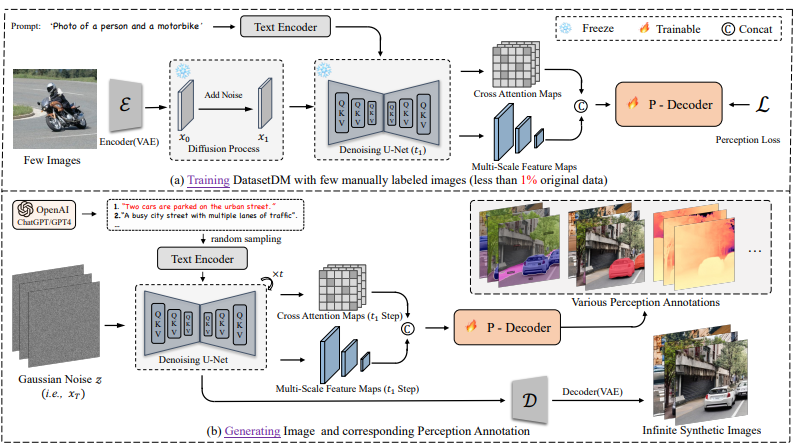 Prompt: 'Photo of a person and a motorbike'
Text Encoder
Freeze
Trainable
C Concat
Few Images
ℰ
Encoder(VAE)
Add Noise
x₀
x₁
Diffusion Process
Q K V
Q K V
Q K V
Q K V
Q K V
Q K V
Denoising U-Net (t₁)
Cross Attention Maps
Multi-Scale Feature Maps
C
P - Decoder
ℒ
Perception Loss
(a) Training DatasetDM with few manually labeled images (less than 1% original data)
OpenAI
ChatGPT/GPT4
1. "Two cars are parked on the urban street. "
2."A busy city street with multiple lanes of traffic".
...
random sampling
Text Encoder
×t
Q K V
Q K V
Q K V
Q K V
Q K V
Q K V
Denoising U-Net
Gaussian Noise z
(i.e., x_T)
Cross Attention Maps (t₁ Step)
Multi-Scale Feature Maps (t₁ Step)
C
P - Decoder
...
Various Perception Annotations
𝒟
Decoder(VAE)
Infinite Synthetic Images
(b) Generating Image and corresponding Perception Annotation